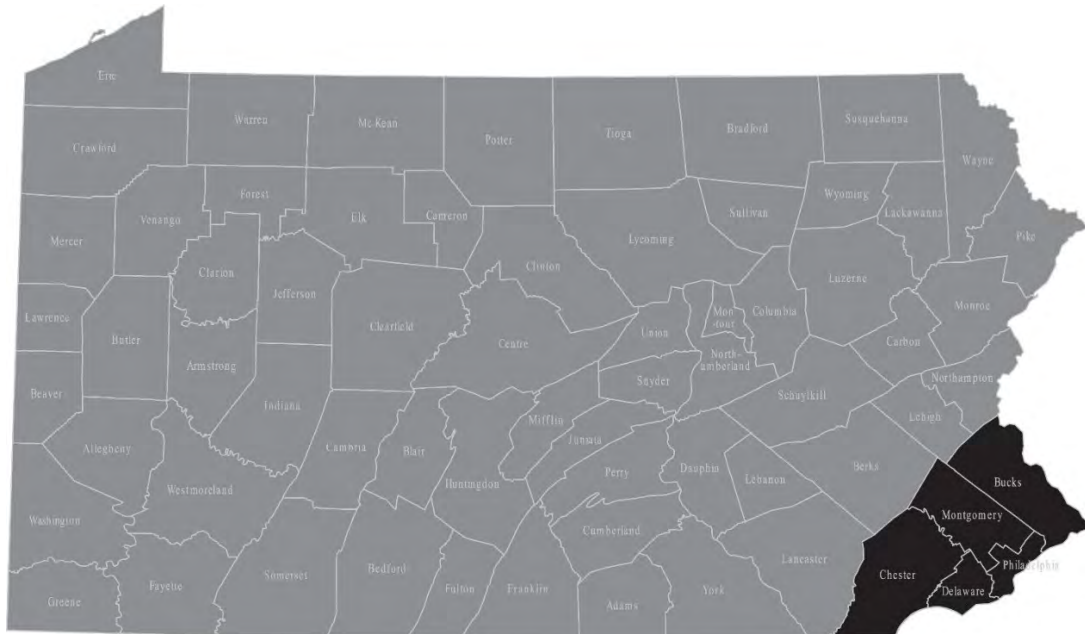 Erie
Warren
Mc Kean
Potter
Tioga
Bradford
Susquehanna
Crawford
Wayne
Forest
Wyoming
Venango
Elk
Cameron
Sullivan
Lackawanna
Mercer
Lycoming
Pike
Clarion
Clinton
Luzerne
Jefferson
Monroe
Lawrence
Clearfield
Columbia
Mon
tour
Union
Butler
Centre
Carbon
Armstrong
North-
umberland
Snyder
Northampton
Beaver
Schuylkill
Indiana
Mifflin
Lehigh
Allegheny
Cambria
Blair
Juniata
Perry
Dauphin
Berks
Lebanon
Bucks
Westmoreland
Huntingdon
Montgomery
Washington
Cumberland
Lancaster
Philadelphia
Chester
Somerset
Bedford
Fayette
Fulton
Franklin
York
Delaware
Greene
Adams